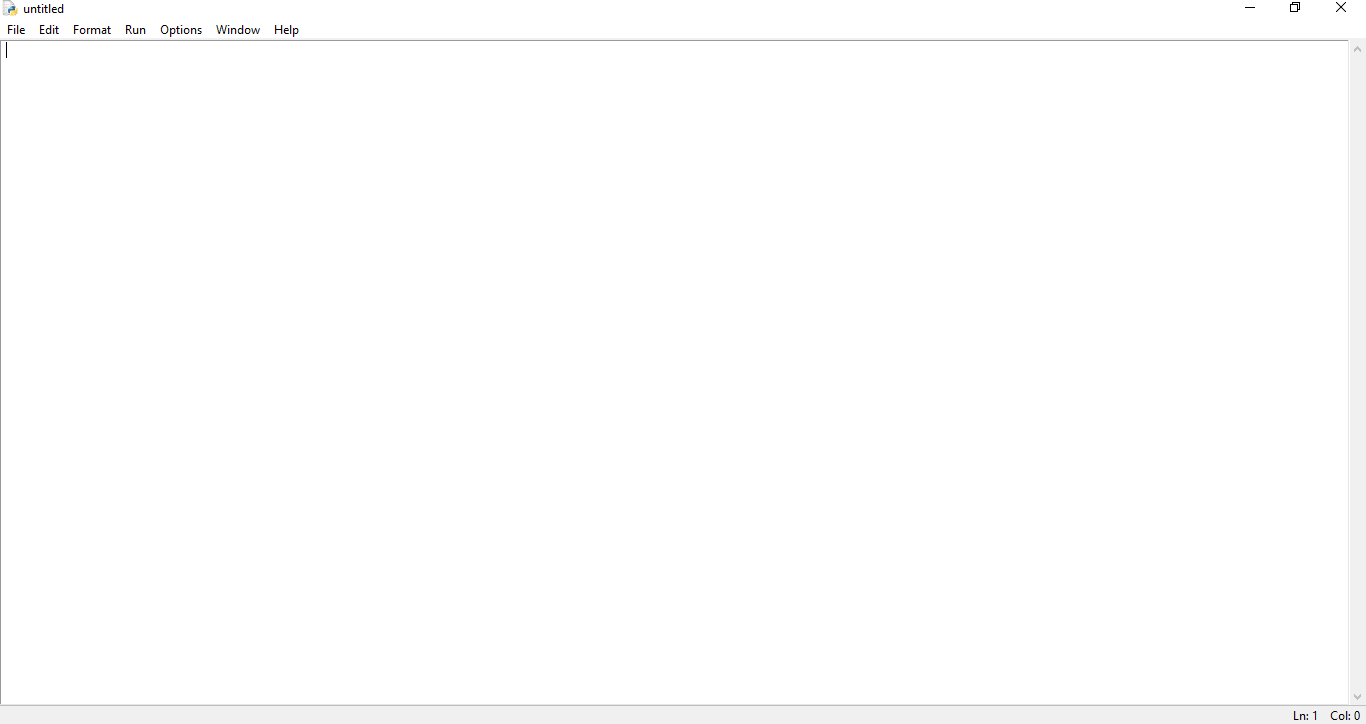 untitled
File Edit Format Run Options Window Help
Ln: 1 Col: 0